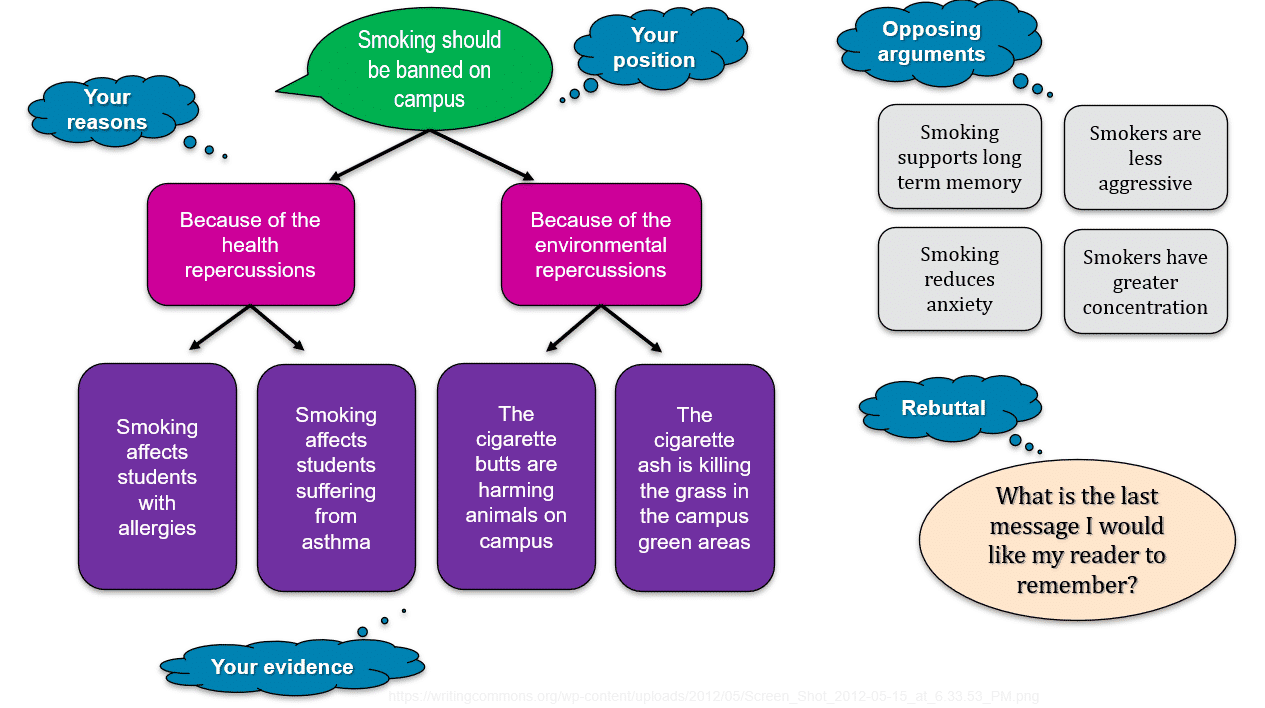 Smoking should
be banned on
campus
Your
position
Your
reasons
Because of the
health
repercussions
Because of the
environmental
repercussions
Smoking
affects
students
with
allergies
Smoking
affects
students
suffering
from
asthma
The
cigarette
butts are
harming
animals on
campus
The
cigarette
ash is killing
the grass in
the campus
green areas
Your evidence
Opposing
arguments
Smoking
supports long
term memory
Smokers are
less
aggressive
Smoking
reduces
anxiety
Smokers have
greater
concentration
Rebuttal
What is the last
message I would
like my reader to
remember?
https://writingcommons.org/wp-content/uploads/2012/05/Screen_Shot_2012-05-15_at_6.33.53_PM.png